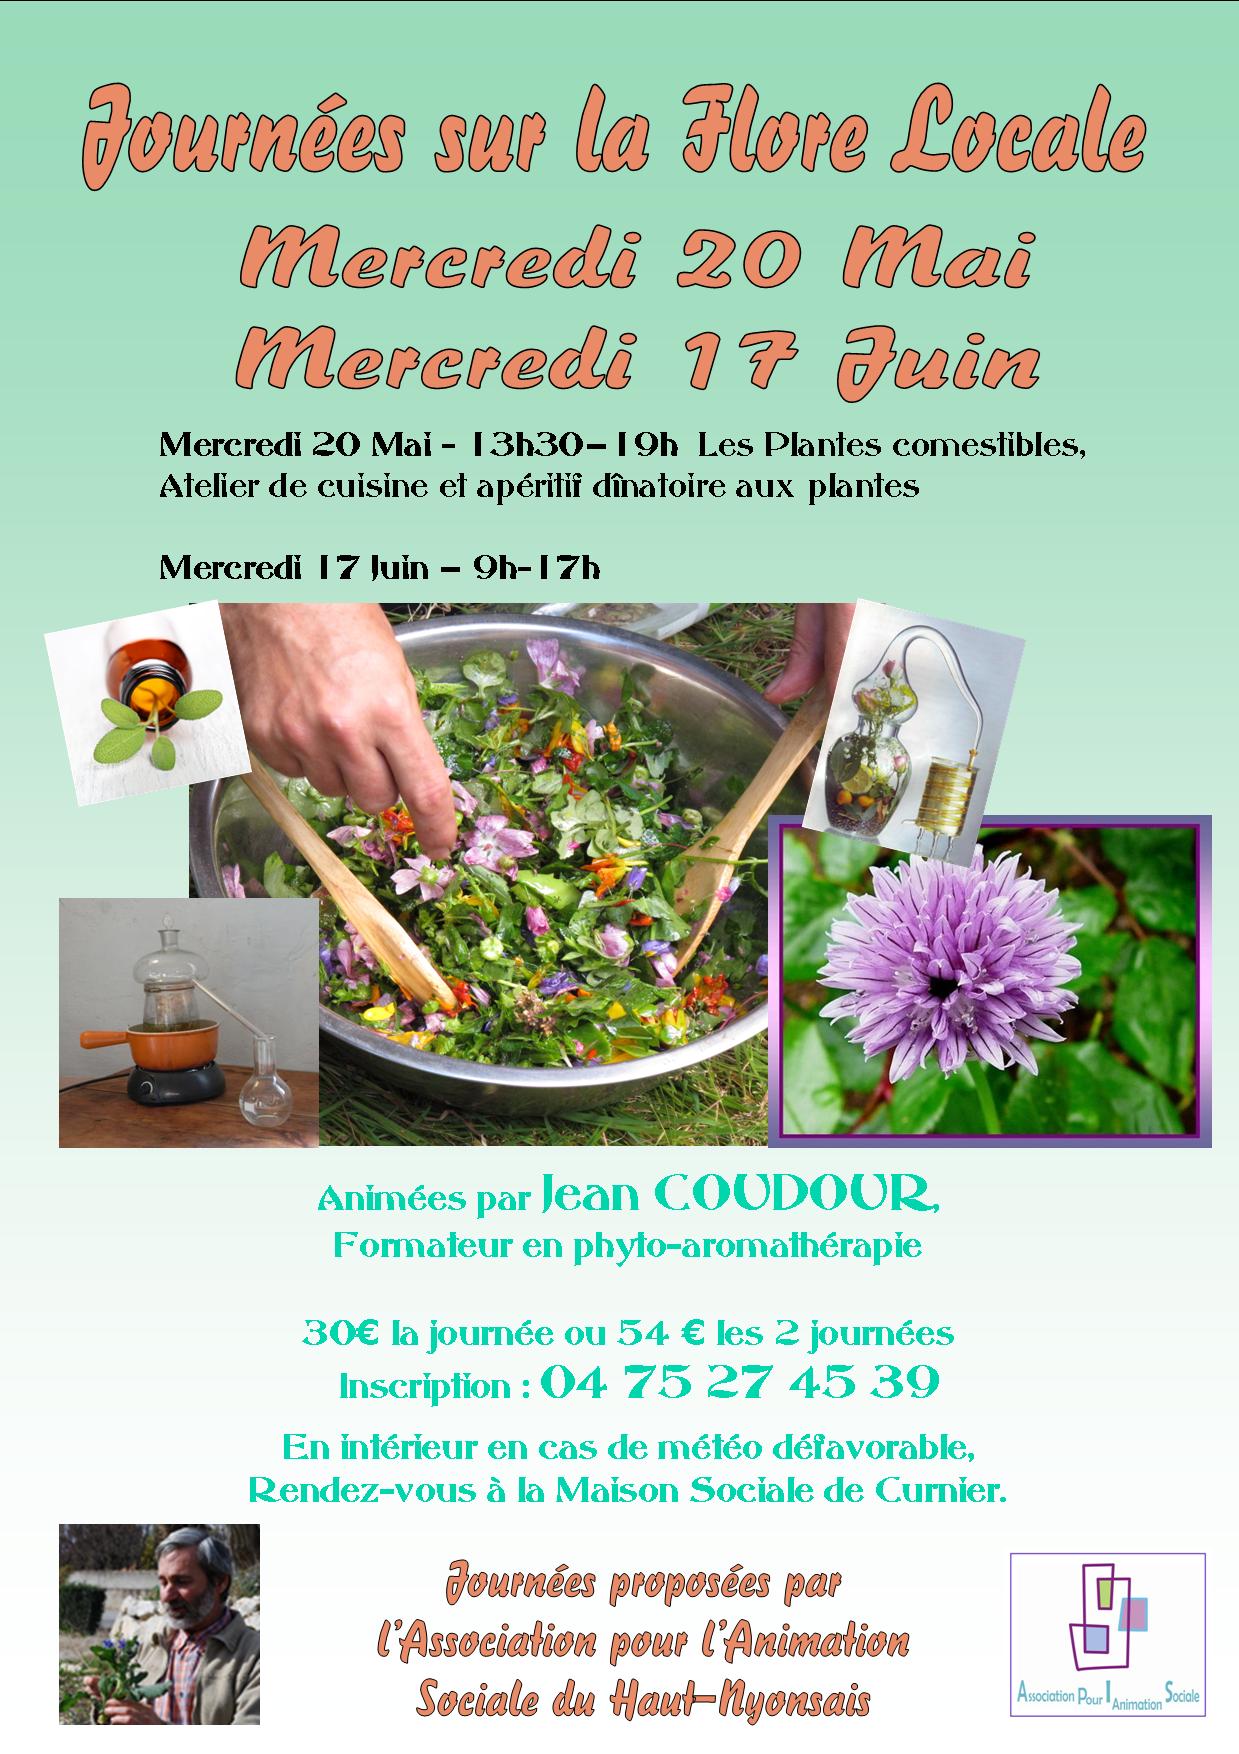 Journées sur la Flore Locale
Mercredi 20 Mai
Mercredi 17 Juin
Mercredi 20 Mai - 13h30–19h Les Plantes comestibles,
Atelier de cuisine et apéritif dînatoire aux plantes
Mercredi 17 Juin – 9h-17h
Animées par Jean COUDOUR,
Formateur en phyto-aromathérapie
30€ la journée ou 54 € les 2 journées
Inscription : 04 75 27 45 39
En intérieur en cas de météo défavorable,
Rendez-vous à la Maison Sociale de Curnier.
Journées proposées par
l'Association pour l'Animation
Sociale du Haut-Nyonsais
Association Pour l Animation Sociale